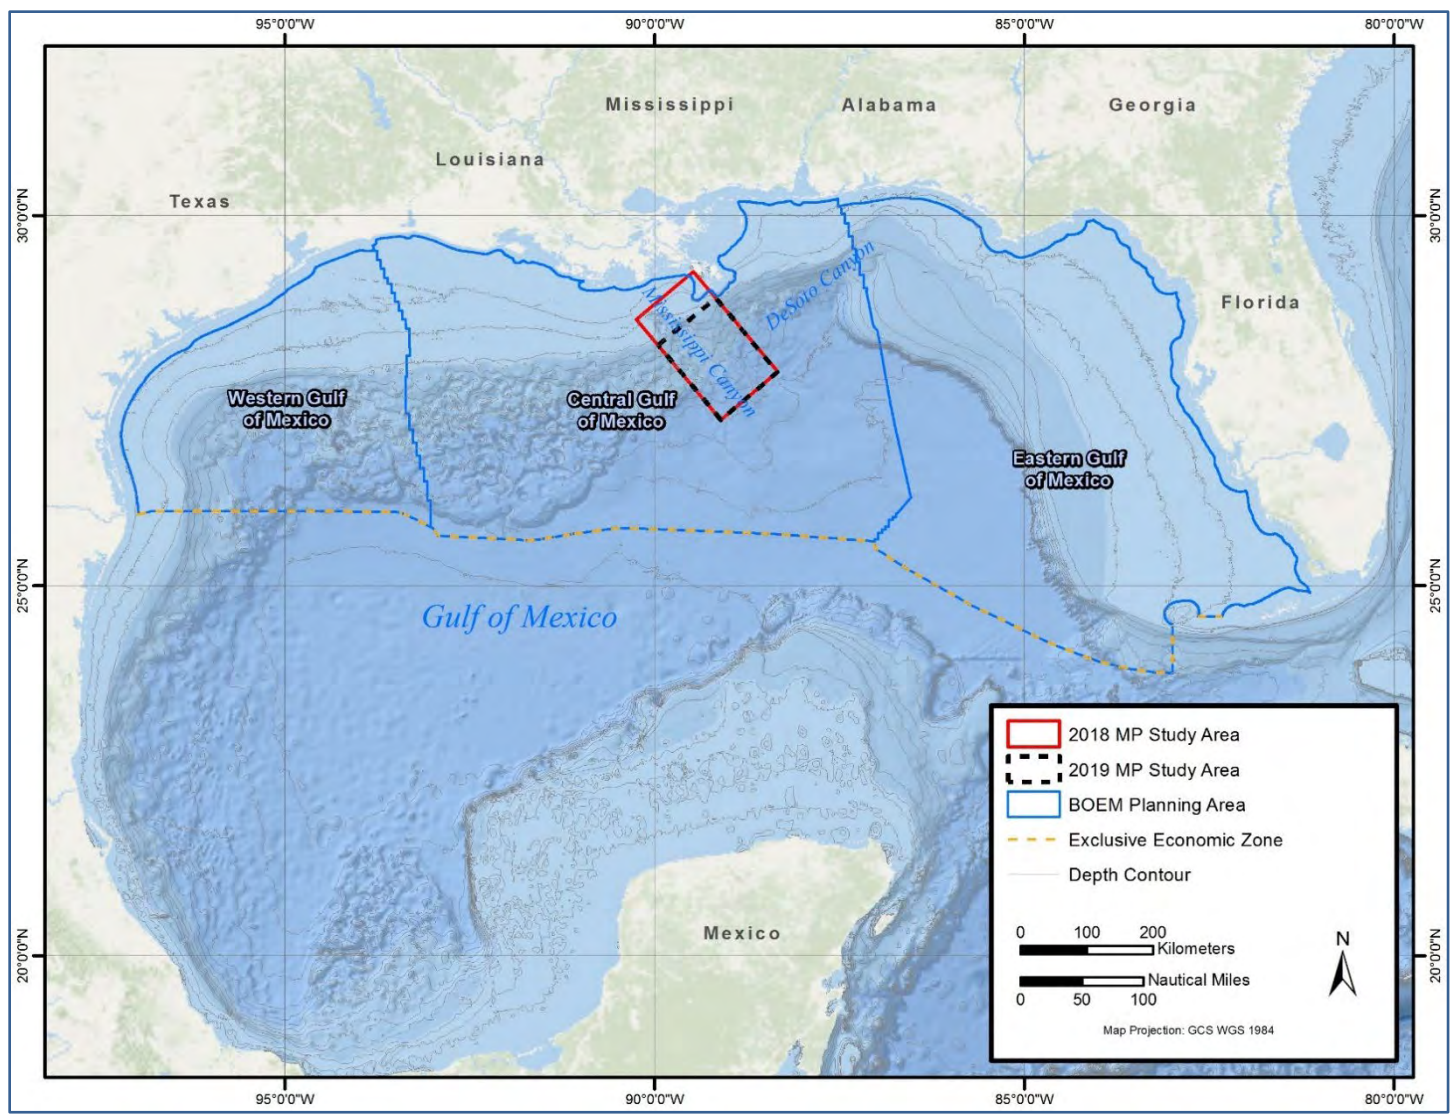 95°0'0"W
90°0'0"W
85°0'0"W
80°0'0"W
Mississippi
Alabama
Georgia
Louisiana
Texas
30°0'0"N
30°0'0"N
DeSoto Canyon
Mississippi Canyon
Florida
Western Gulf
of Mexico
Central Gulf
of Mexico
Eastern Gulf
of Mexico
25°0'0"N
25°0'0"N
Gulf of Mexico
2018 MP Study Area
2019 MP Study Area
BOEM Planning Area
Exclusive Economic Zone
Depth Contour
Mexico
0 100 200
Kilometers
Nautical Miles
0 50 100
N
Map Projection: GCS WGS 1984
20°0'0"N
20°0'0"N
95°0'0"W
90°0'0"W
85°0'0"W
80°0'0"W